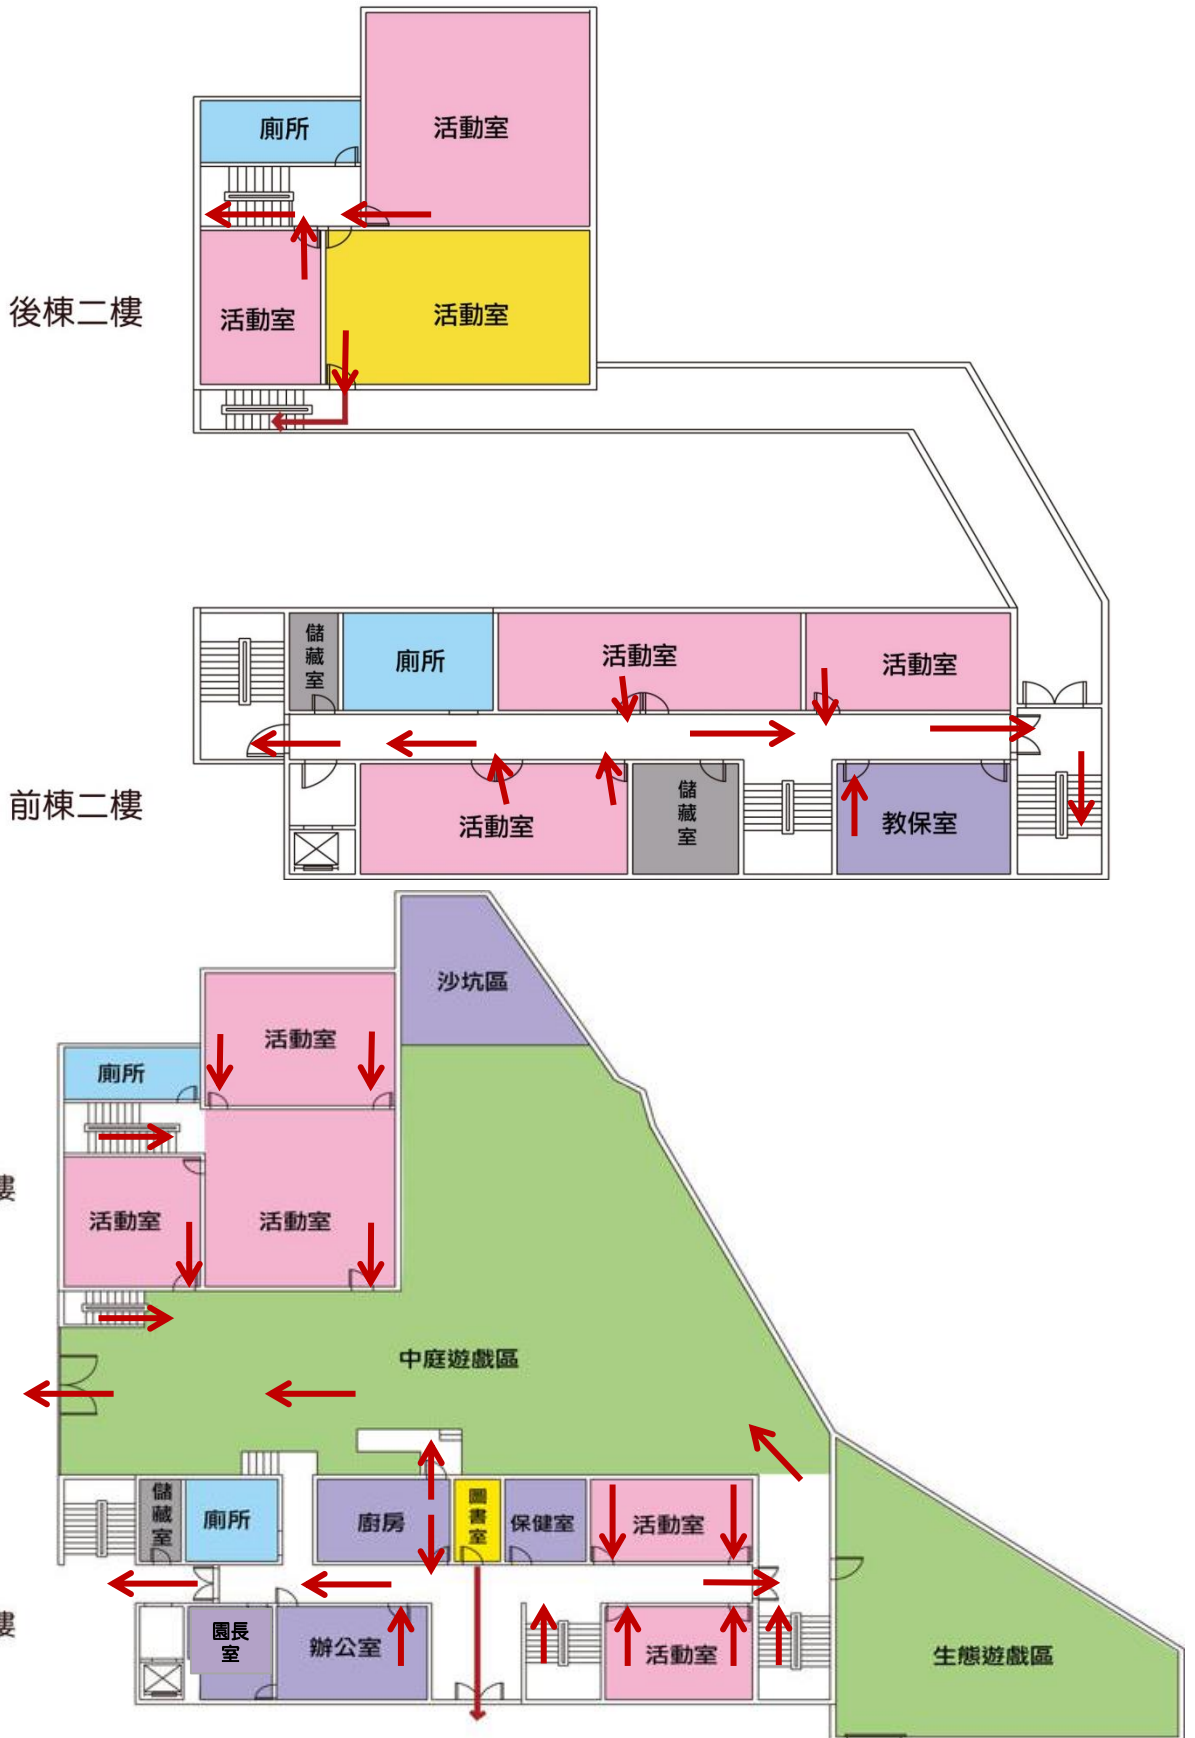 廁所
活動室
活動室
活動室
後棟二樓
儲藏室
廁所
活動室
活動室
前棟二樓
活動室
儲藏室
教保室
沙坑區
活動室
廁所
樓
活動室
活動室
中庭遊戲區
儲藏室
廁所
廚房
圖書室
保健室
活動室
樓
園長室
辦公室
活動室
生態遊戲區